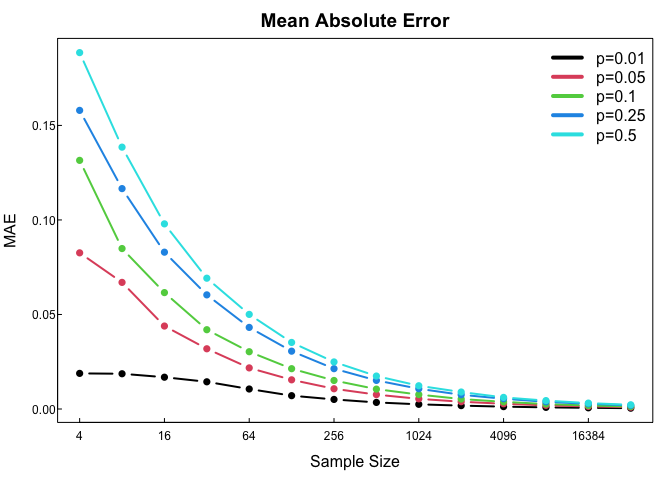 Mean Absolute Error
p=0.01
p=0.05
p=0.1
p=0.25
p=0.5
MAE
0.15
0.10
0.05
0.00
4 16 64 256 1024 4096 16384
Sample Size